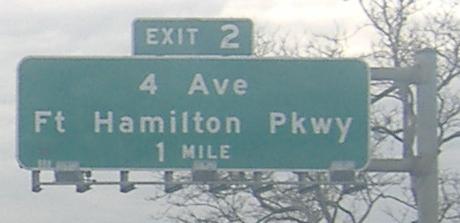 EXIT 2
4 Ave
Ft Hamilton Pkwy
1 MILE